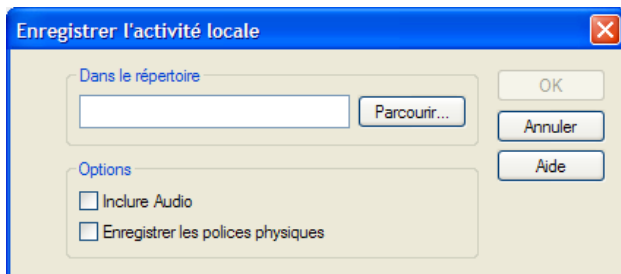 Enregistrer l'activité locale
Dans le répertoire
Parcourir...
OK
Annuler
Aide
Options
Inclure Audio
Enregistrer les polices physiques